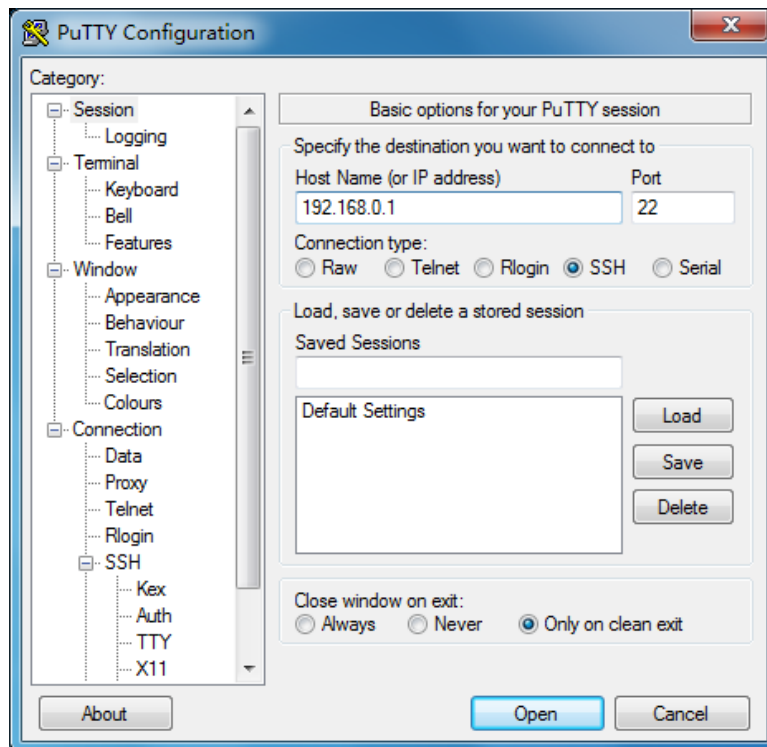 PuTTY Configuration
Category:
Session
Logging
Terminal
Keyboard
Bell
Features
Window
Appearance
Behaviour
Translation
Selection
Colours
Connection
Data
Proxy
Telnet
Rlogin
SSH
Kex
Auth
TTY
X11
Basic options for your PuTTY session
Specify the destination you want to connect to
Host Name (or IP address) Port
192.168.0.1 22
Connection type:
Raw Telnet Rlogin SSH Serial
Load, save or delete a stored session
Saved Sessions
Default Settings
Load
Save
Delete
Close window on exit:
Always Never Only on clean exit
About Open Cancel